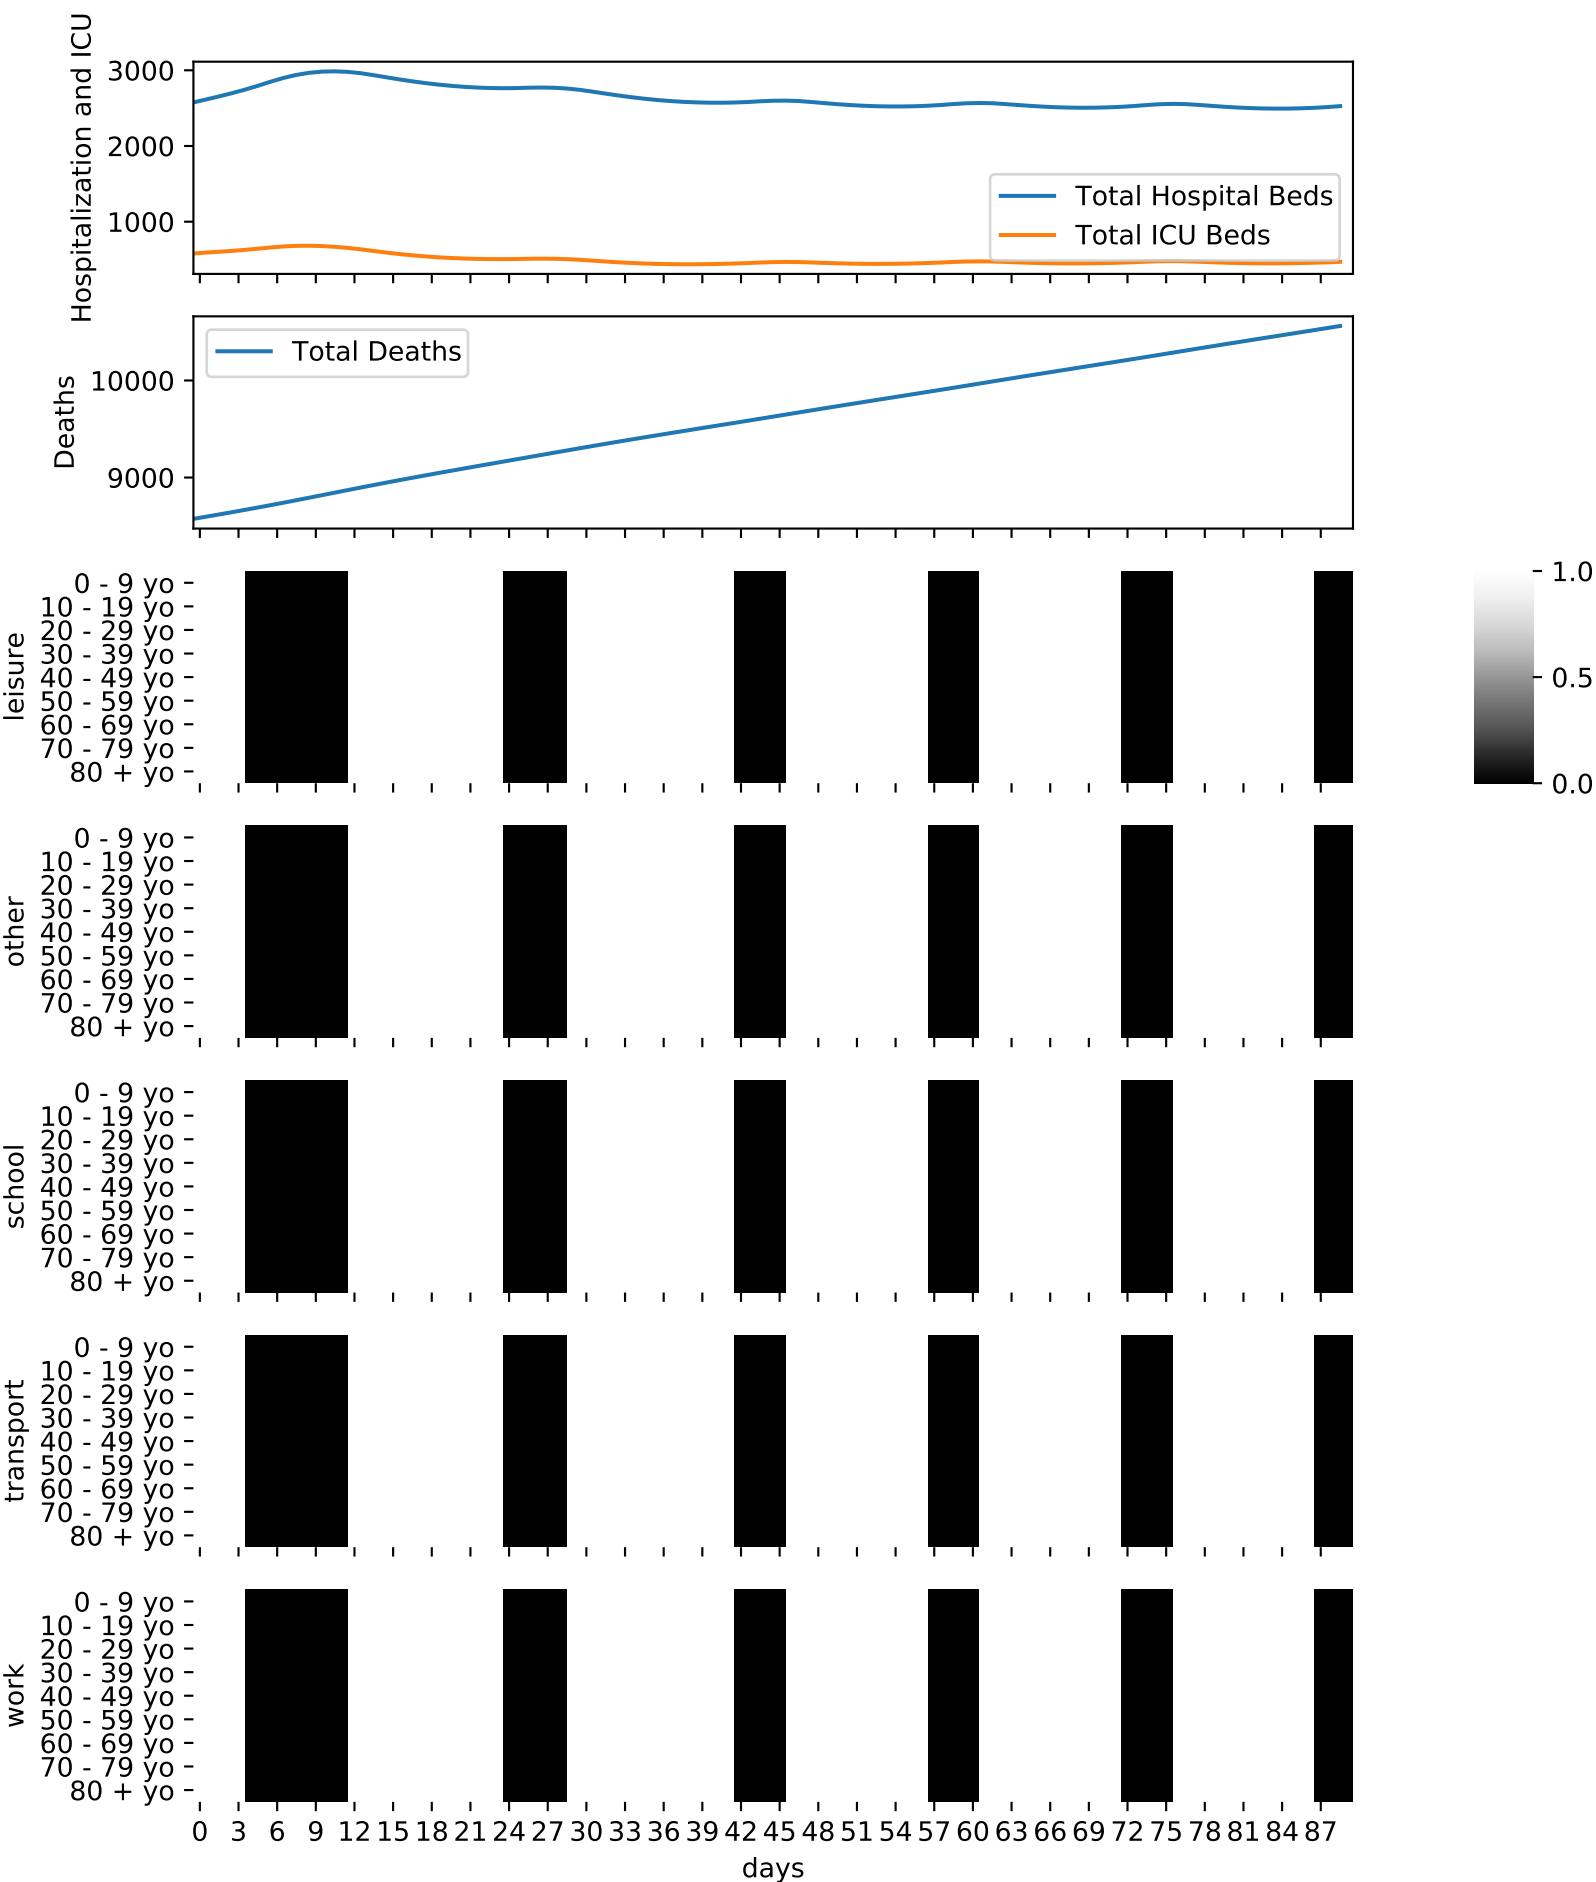 Hospitalization and ICU
3000
2000
1000
Total Hospital Beds
Total ICU Beds
Deaths
10000
9000
Total Deaths
leisure
0 - 9 yo
10 - 19 yo
20 - 29 yo
30 - 39 yo
40 - 49 yo
50 - 59 yo
60 - 69 yo
70 - 79 yo
80 + yo
1.0
0.5
0.0
other
0 - 9 yo
10 - 19 yo
20 - 29 yo
30 - 39 yo
40 - 49 yo
50 - 59 yo
60 - 69 yo
70 - 79 yo
80 + yo
school
0 - 9 yo
10 - 19 yo
20 - 29 yo
30 - 39 yo
40 - 49 yo
50 - 59 yo
60 - 69 yo
70 - 79 yo
80 + yo
transport
0 - 9 yo
10 - 19 yo
20 - 29 yo
30 - 39 yo
40 - 49 yo
50 - 59 yo
60 - 69 yo
70 - 79 yo
80 + yo
work
0 - 9 yo
10 - 19 yo
20 - 29 yo
30 - 39 yo
40 - 49 yo
50 - 59 yo
60 - 69 yo
70 - 79 yo
80 + yo
0 3 6 9 12 15 18 21 24 27 30 33 36 39 42 45 48 51 54 57 60 63 66 69 72 75 78 81 84 87
days